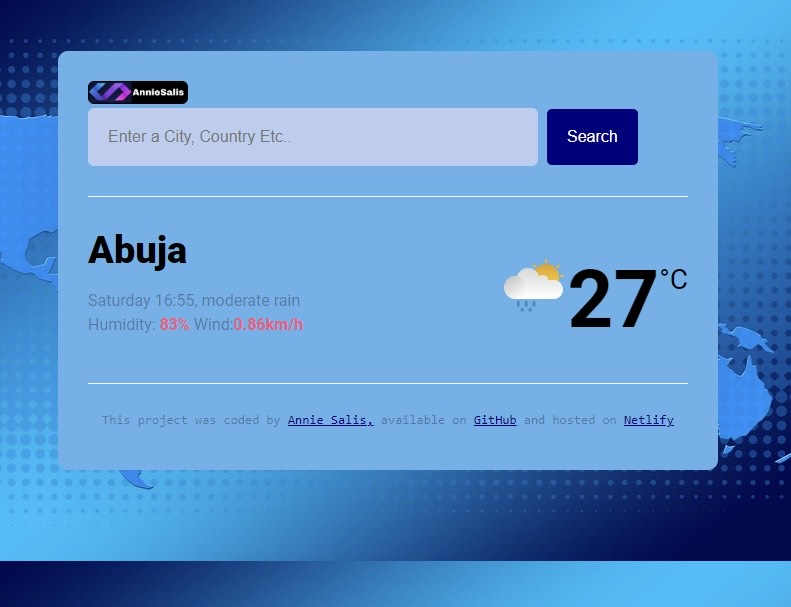 AnnieSalis
Enter a City, Country Etc..
Search
Abuja
Saturday 16:55, moderate rain
Humidity: 83% Wind:0.86km/h
27°C
This project was coded by Annie Salis, available on GitHub and hosted on Netlify